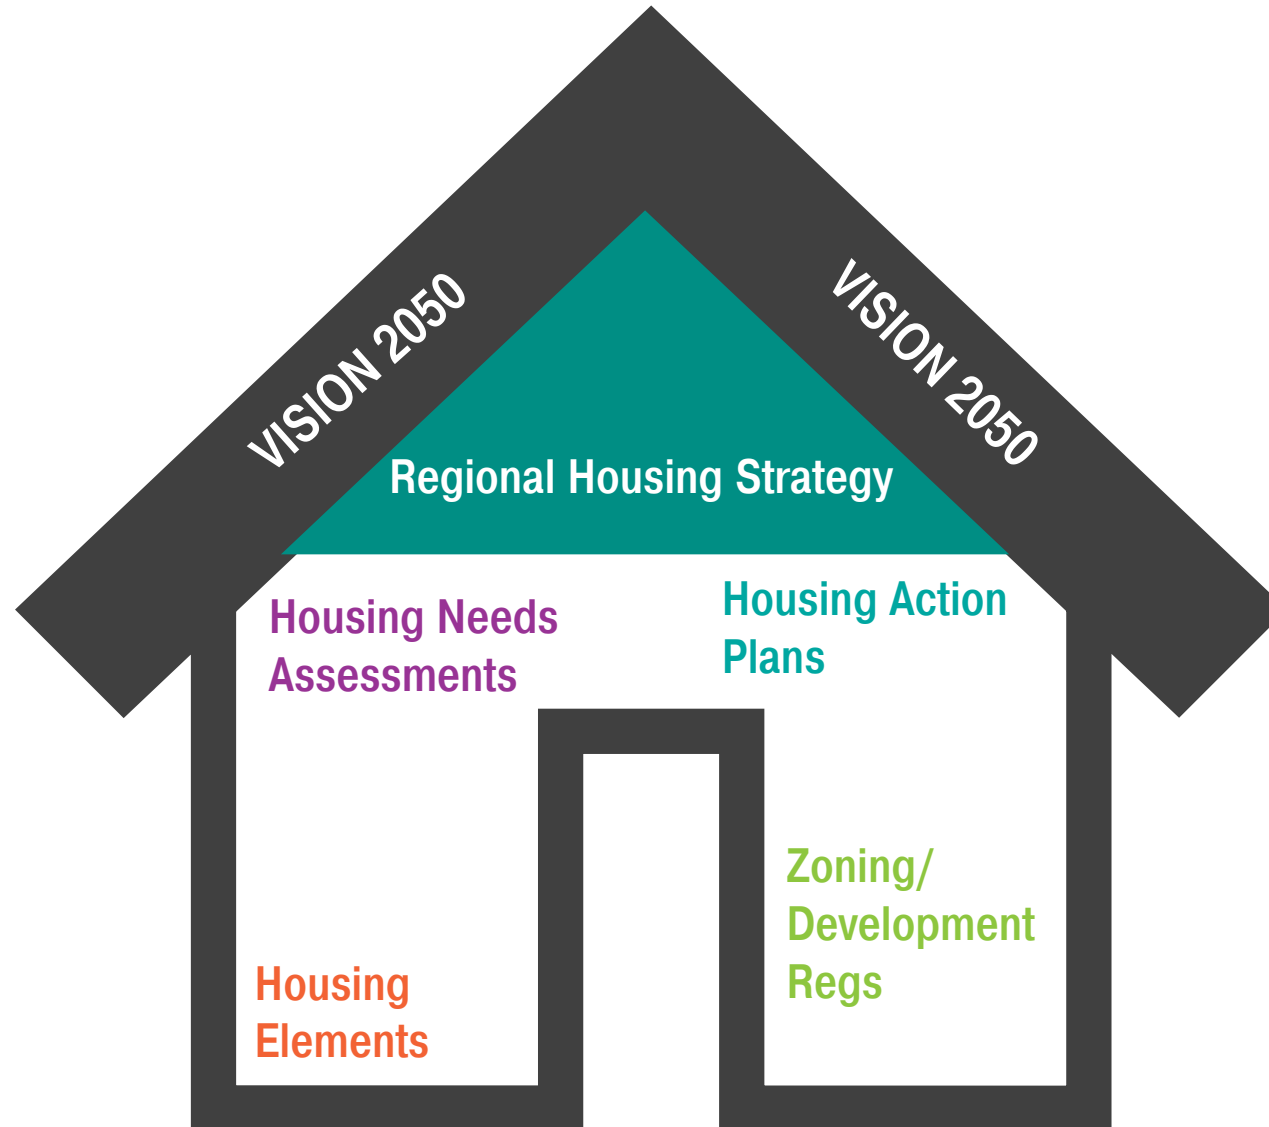 VISION 2050
VISION 2050
Regional Housing Strategy
Housing Needs
Assessments
Housing Action
Plans
Housing
Elements
Zoning/
Development
Regs